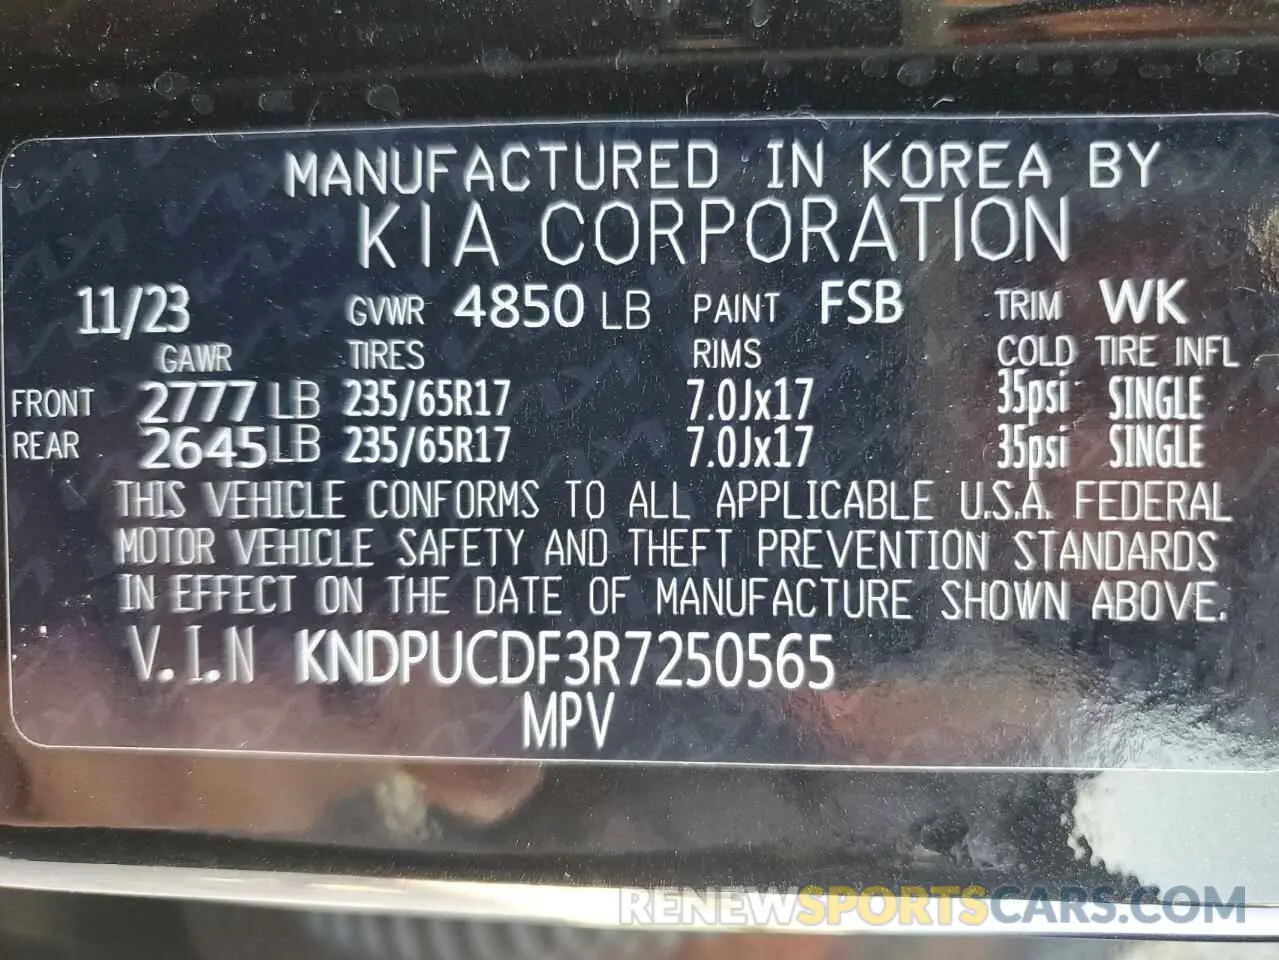 MANUFACTURED IN KOREA BY
KIA CORPORATION
11/23 GVWR 4850 LB PAINT FSB TRIM WK
GAWR TIRES RIMS COLD TIRE INFL
FRONT 2777 LB 235/65R17 7.0Jx17 35psi SINGLE
REAR 2645 LB 235/65R17 7.0Jx17 35psi SINGLE
THIS VEHICLE CONFORMS TO ALL APPLICABLE U.S.A. FEDERAL
MOTOR VEHICLE SAFETY AND THEFT PREVENTION STANDARDS
IN EFFECT ON THE DATE OF MANUFACTURE SHOWN ABOVE.
V.I.N KNDPUCDF3R7250565
MPV
RENEWSPORTSCARS.COM